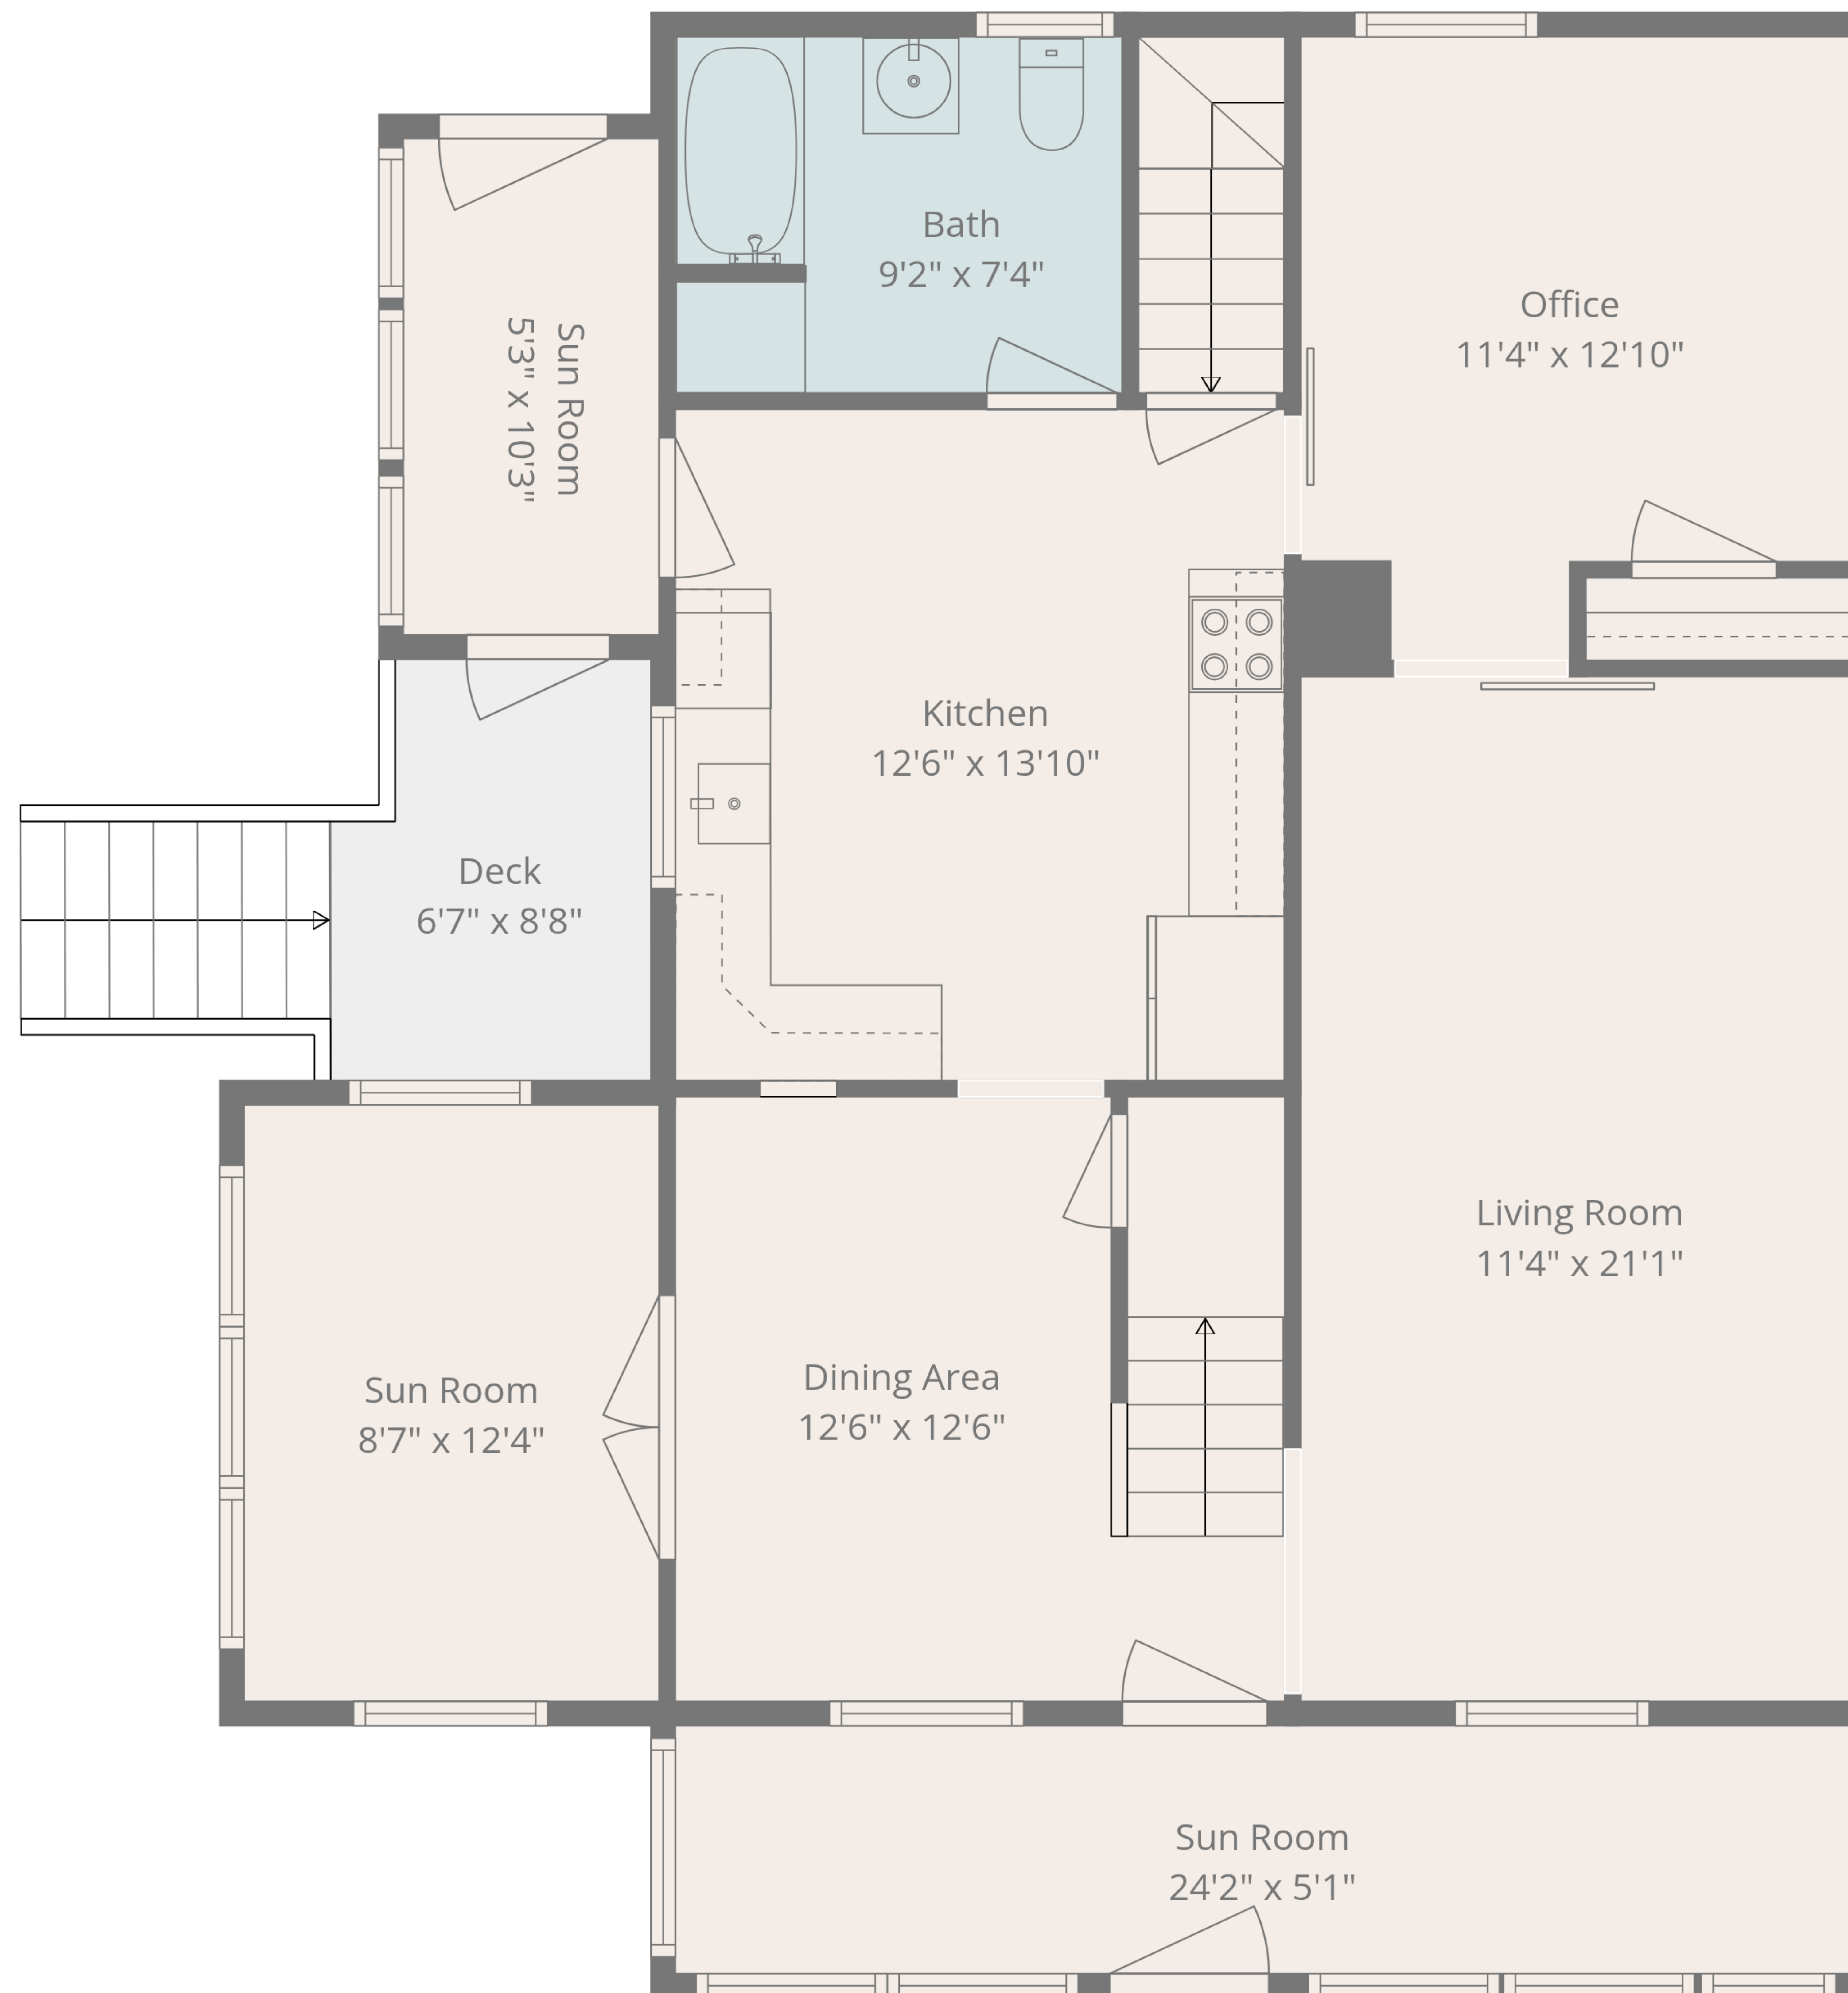 Bath
9'2" x 7'4"
Office
11'4" x 12'10"
Sun Room
5'3" x 10'3"
Kitchen
12'6" x 13'10"
Deck
6'7" x 8'8"
Living Room
11'4" x 21'1"
Dining Area
12'6" x 12'6"
Sun Room
8'7" x 12'4"
Sun Room
24'2" x 5'1"